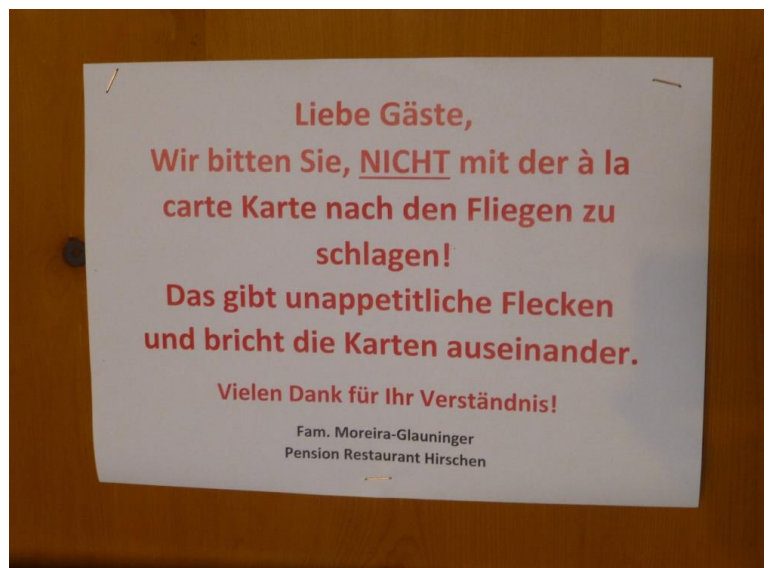 Liebe Gäste,
Wir bitten Sie, NICHT mit der à la
carte Karte nach den Fliegen zu
schlagen!
Das gibt unappetitliche Flecken
und bricht die Karten auseinander.
Vielen Dank für Ihr Verständnis!
Fam. Moreira-Glauninger
Pension Restaurant Hirschen